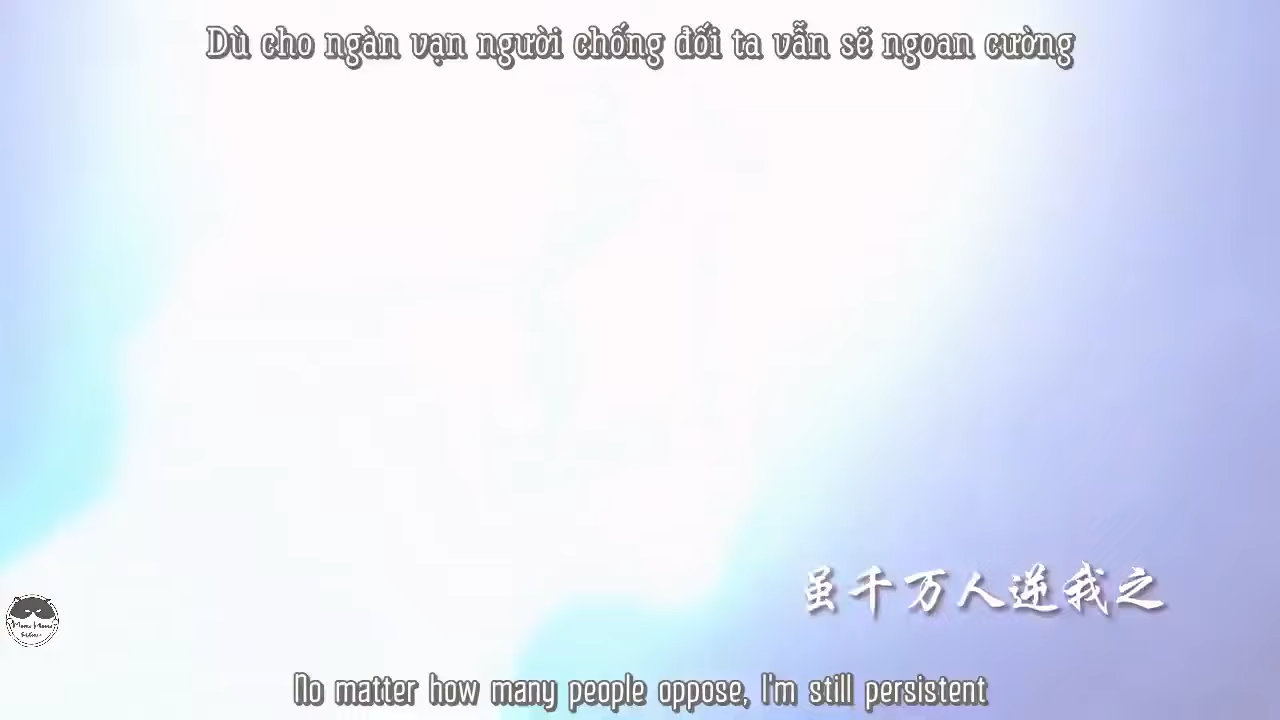 Dù cho ngàn vạn người chống đối ta vẫn sẽ ngoan cường
虽千万人逆我之
No matter how many people oppose, I'm still persistent